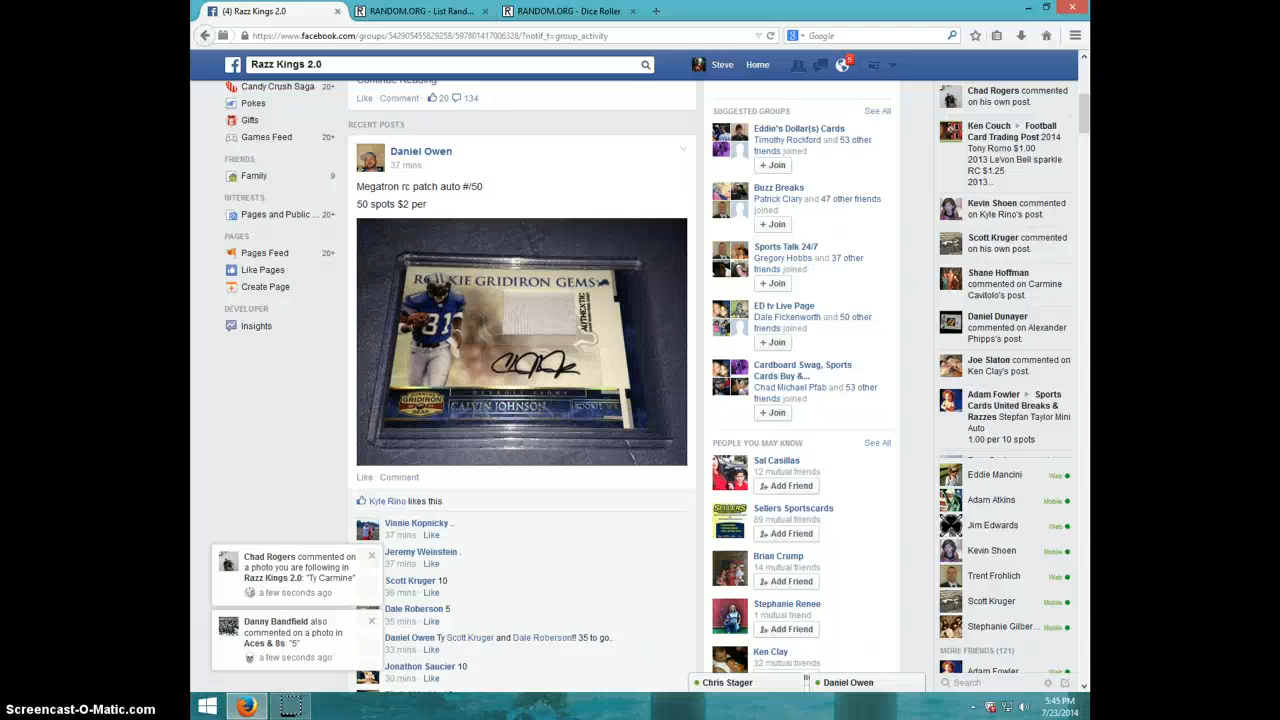 (4) Razz Kings 2.0
RANDOM.ORG - List Rand...
RANDOM.ORG - Dice Roller
https://www.facebook.com/groups/542905455829258/597801417006328/?notif_t=group_activity
Google
Razz Kings 2.0
Steve
Home
5
Candy Crush Saga 20+
Pokes
Gifts
Games Feed 20+
FRIENDS
Family 9
INTERESTS
Pages and Public ... 20+
PAGES
Pages Feed 20+
Like Pages
Create Page
DEVELOPER
Insights
Continue Reading
Like Comment 20 134
RECENT POSTS
Daniel Owen
37 mins
Megatron rc patch auto #/50
50 spots $2 per
ROOKIE GRIDIRON GEMS
AUTHENTIC
81
DETROIT LIONS
GRIDIRON
GEAR
CALVIN JOHNSON
Like Comment
Kyle Rino likes this.
Vinnie Kopnicky ..
37 mins Like
Jeremy Weinstein .
37 mins Like
Scott Kruger 10
36 mins Like
Dale Roberson 5
35 mins Like
Daniel Owen Ty Scott Kruger and Dale Roberson!! 35 to go..
33 mins Like
Jonathon Saucier 10
30 mins Like
Chad Rogers commented on
a photo you are following in
Razz Kings 2.0: "Ty Carmine"
a few seconds ago
Danny Bandfield also
commented on a photo in
Aces & 8s: "5"
a few seconds ago
SUGGESTED GROUPS See All
Eddie's Dollar(s) Cards
Timothy Rockford and 53 other
friends joined
+ Join
Buzz Breaks
Patrick Clary and 47 other friends
joined
+ Join
Sports Talk 24/7
Gregory Hobbs and 37 other
friends joined
+ Join
ED tv Live Page
Dale Fickenworth and 50 other
friends joined
+ Join
Cardboard Swag, Sports
Cards Buy &...
Chad Michael Pfab and 53 other
friends joined
+ Join
PEOPLE YOU MAY KNOW See All
Sal Casillas
12 mutual friends
Add Friend
SELLERS
Sellers Sportscards
89 mutual friends
Add Friend
Brian Crump
14 mutual friends
Add Friend
Stephanie Renee
1 mutual friend
Add Friend
Ken Clay
32 mutual friends
Chris Stager
Daniel Owen
Chad Rogers commented
on his own post.
Ken Couch Football
Card Trading Post 2014
Tony Romo $1.00
2013 Le'von Bell sparkle
RC $1.25
2013...
Kevin Shoen commented
on Kyle Rino's post.
Scott Kruger commented
on his own post.
Shane Hoffman
commented on Carmine
Cavitolo's post.
Daniel Dunayer
commented on Alexander
Phipps's post.
Joe Slaton commented on
Ken Clay's post.
Adam Fowler Sports
Cards United Breaks &
Razzes Stepfan Taylor Mini
Auto
1.00 per 10 spots
Eddie Mancini Web
Adam Atkins Mobile
Jim Edwards Web
Kevin Shoen Mobile
Trent Frohlich Web
Scott Kruger Mobile
Stephanie Gilber... Mobile
MORE FRIENDS (121)
Adam Fowler
Search
5:45 PM
7/23/2014
Screencast-O-Matic.com